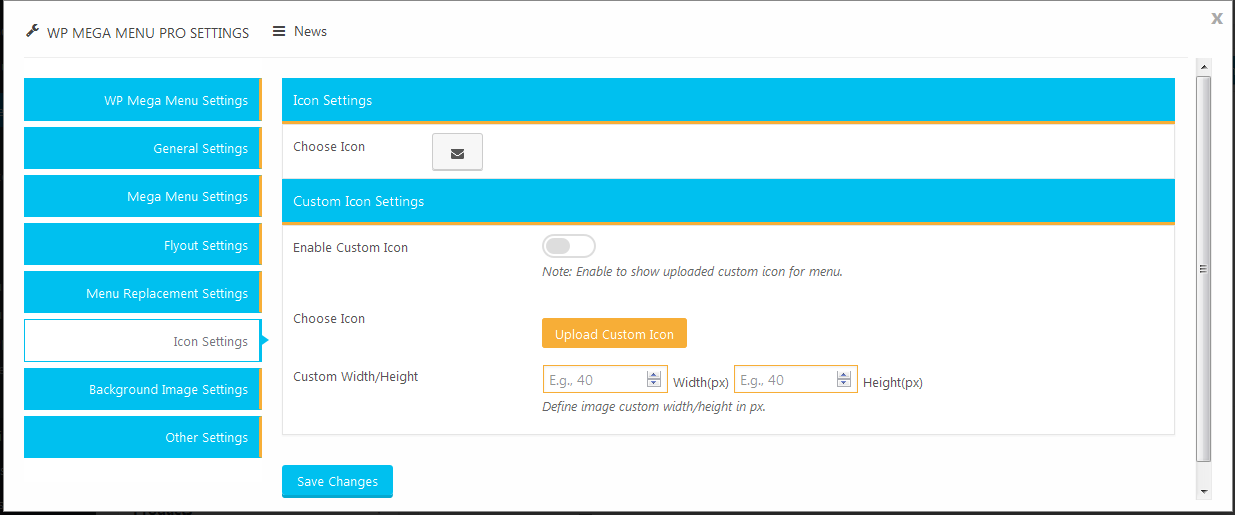 WP MEGA MENU PRO SETTINGS News X
WP Mega Menu Settings
General Settings
Mega Menu Settings
Flyout Settings
Menu Replacement Settings
Icon Settings
Background Image Settings
Other Settings
Icon Settings
Choose Icon
Custom Icon Settings
Enable Custom Icon
Note: Enable to show uploaded custom icon for menu.
Choose Icon
Upload Custom Icon
Custom Width/Height
E.g., 40 Width(px) E.g., 40 Height(px)
Define image custom width/height in px.
Save Changes